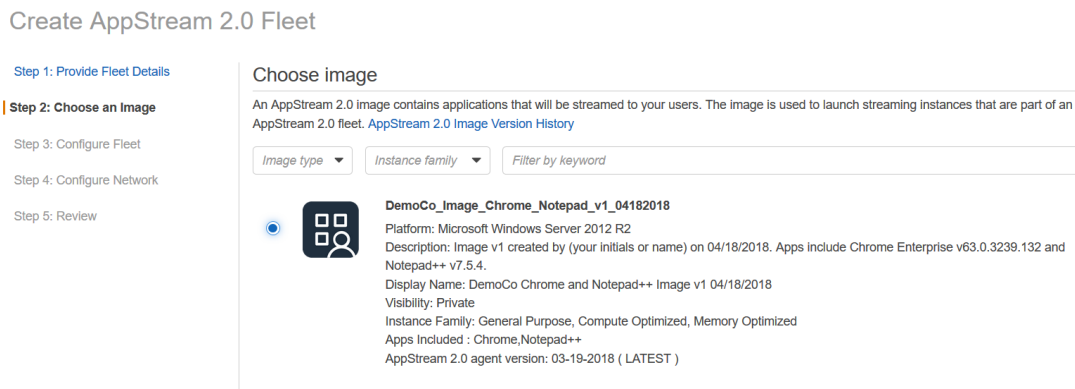 Create AppStream 2.0 Fleet
Step 1: Provide Fleet Details
Step 2: Choose an Image
Step 3: Configure Fleet
Step 4: Configure Network
Step 5: Review
Choose image
An AppStream 2.0 image contains applications that will be streamed to your users. The image is used to launch streaming instances that are part of an
AppStream 2.0 fleet. AppStream 2.0 Image Version History
Image type
Instance family
Filter by keyword
DemoCo_Image_Chrome_Notepad_v1_04182018
Platform: Microsoft Windows Server 2012 R2
Description: Image v1 created by (your initials or name) on 04/18/2018. Apps include Chrome Enterprise v63.0.3239.132 and
Notepad++ v7.5.4.
Display Name: DemoCo Chrome and Notepad++ Image v1 04/18/2018
Visibility: Private
Instance Family: General Purpose, Compute Optimized, Memory Optimized
Apps Included : Chrome,Notepad++
AppStream 2.0 agent version: 03-19-2018 ( LATEST )